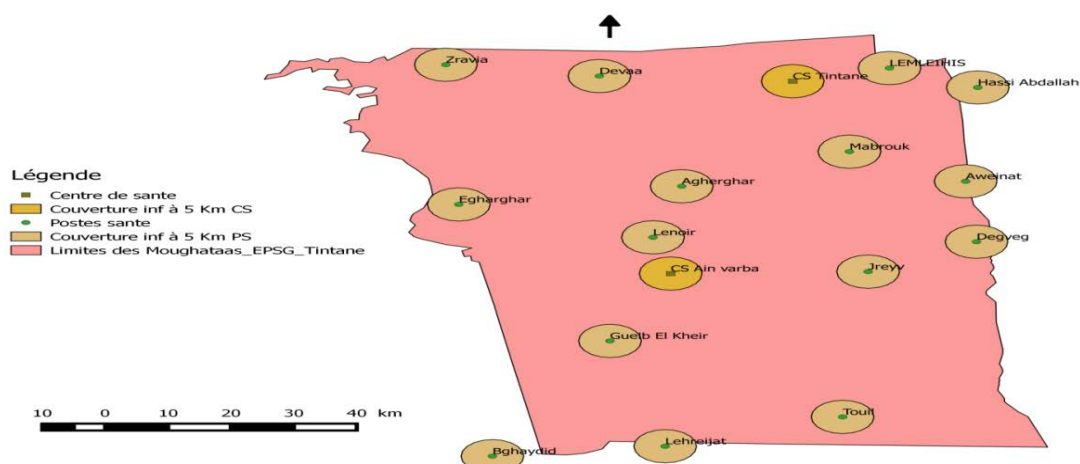 Zravia
Devaa
CS Tintane
LEMLEIHIS
Hassi Abdallah
Mabrouk
Légende
Centre de sante
Couverture inf à 5 Km CS
Postes sante
Couverture inf à 5 Km PS
Limites des Moughataas_EPSG_Tintane
Agherghar
Aweinat
Egharghar
Lenoir
Degveg
CS Ain varba
Jreyv
Guelb El Kheir
10 0 10 20 30 40 km
Touil
Lehreijat
Bghaydid